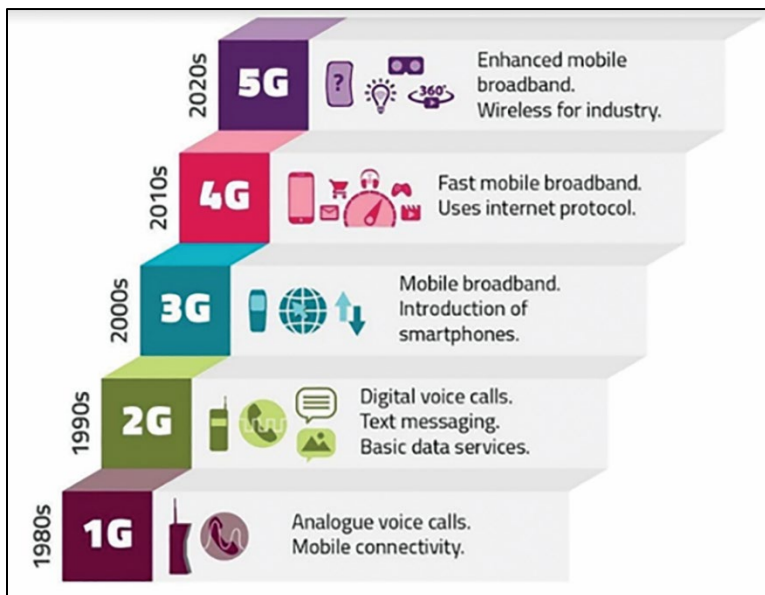 2020s
5G
?
360°
Enhanced mobile
broadband.
Wireless for industry.
2010s
4G
Fast mobile broadband.
Uses internet protocol.
2000s
3G
Mobile broadband.
Introduction of
smartphones.
1990s
2G
Digital voice calls.
Text messaging.
Basic data services.
1980s
1G
Analogue voice calls.
Mobile connectivity.